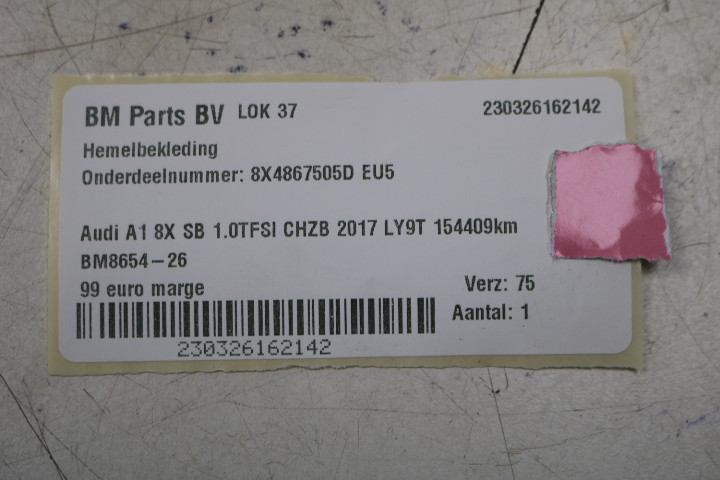 BM Parts BV LOK 37 230326162142
Hemelbekleding
Onderdeelnummer: 8X4867505D EU5
Audi A1 8X SB 1.0TFSI CHZB 2017 LY9T 154409km
BM8654-26
99 euro marge Verz: 75
Aantal: 1
230326162142